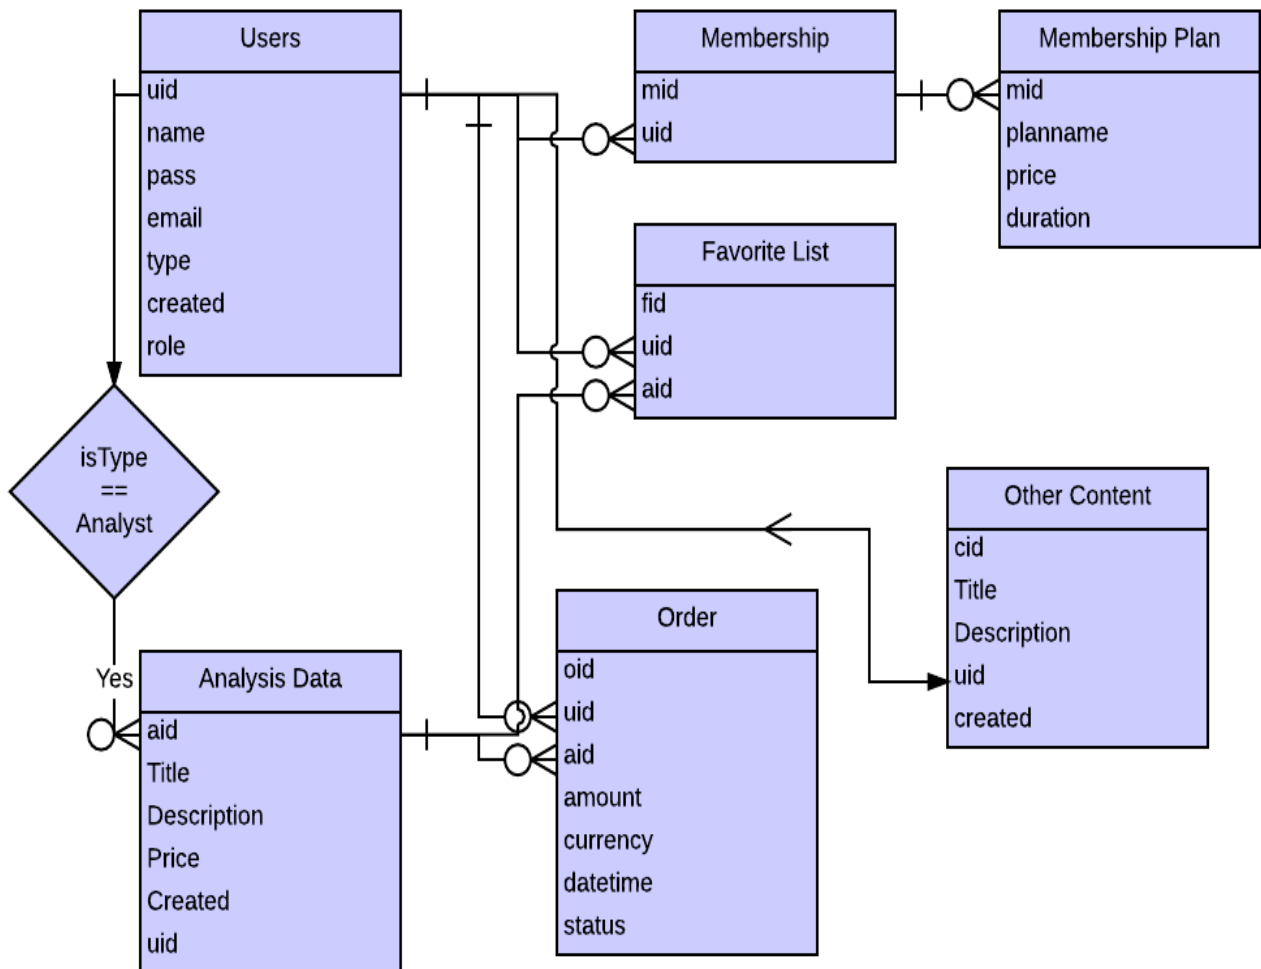 Users
uid
name
pass
email
type
created
role
Membership
mid
uid
Membership Plan
mid
planname
price
duration
Favorite List
fid
uid
aid
isType
==
Analyst
Yes
Other Content
cid
Title
Description
uid
created
Analysis Data
aid
Title
Description
Price
Created
uid
Order
oid
uid
aid
amount
currency
datetime
status